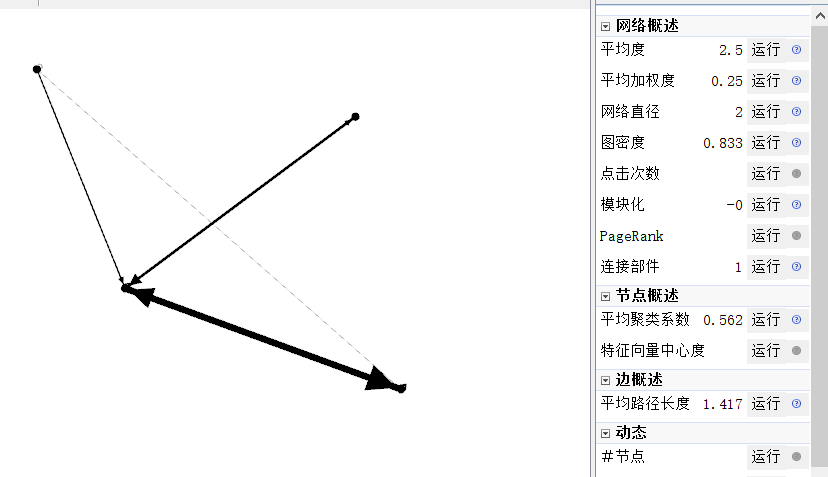 网络概述
平均度 2.5 运行
平均加权度 0.25 运行
网络直径 2 运行
图密度 0.833 运行
点击次数 运行
模块化 -0 运行
PageRank 运行
连接部件 1 运行
节点概述
平均聚类系数 0.562 运行
特征向量中心度 运行
边概述
平均路径长度 1.417 运行
动态
#节点 运行